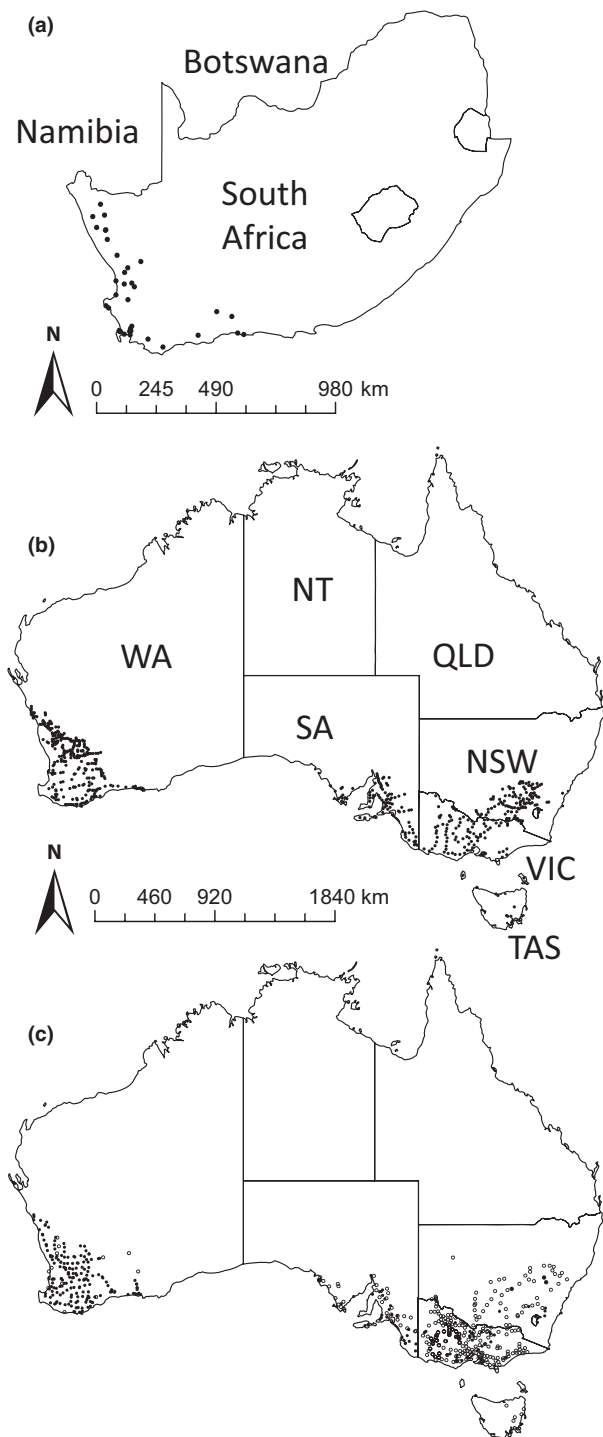 (a)
Botswana
Namibia
South
Africa
N
0 245 490 980 km
(b)
NT
WA
QLD
SA
NSW
N
VIC
0 460 920 1840 km
TAS
(c)